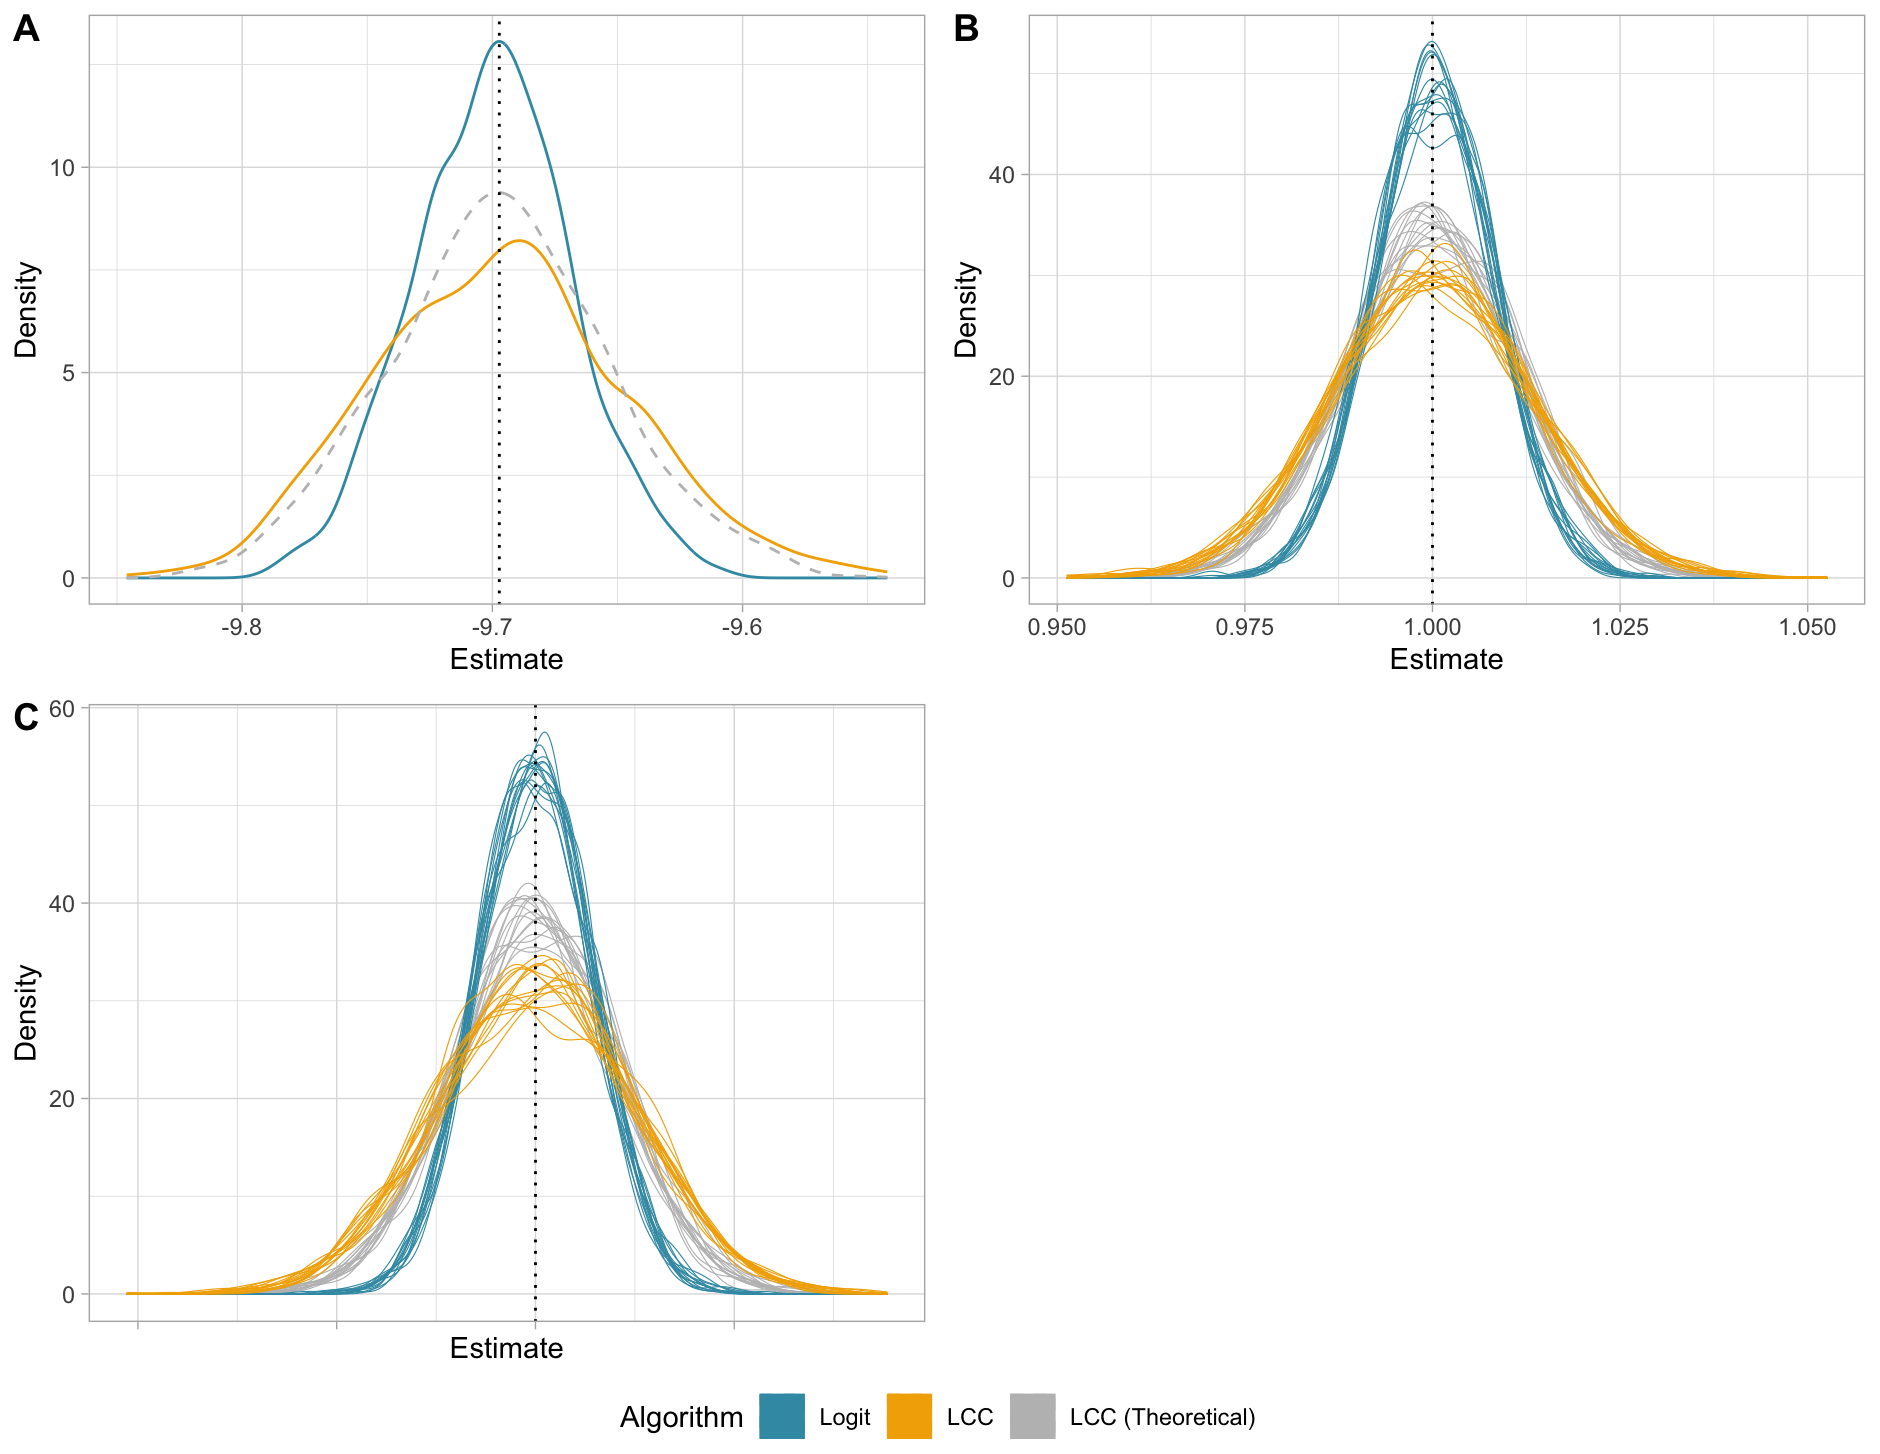 A
Density
10
5
0
-9.8 -9.7 -9.6
Estimate
B
Density
40
20
0
0.950 0.975 1.000 1.025 1.050
Estimate
C
Density
60
40
20
0
Estimate
Algorithm Logit LCC LCC (Theoretical)